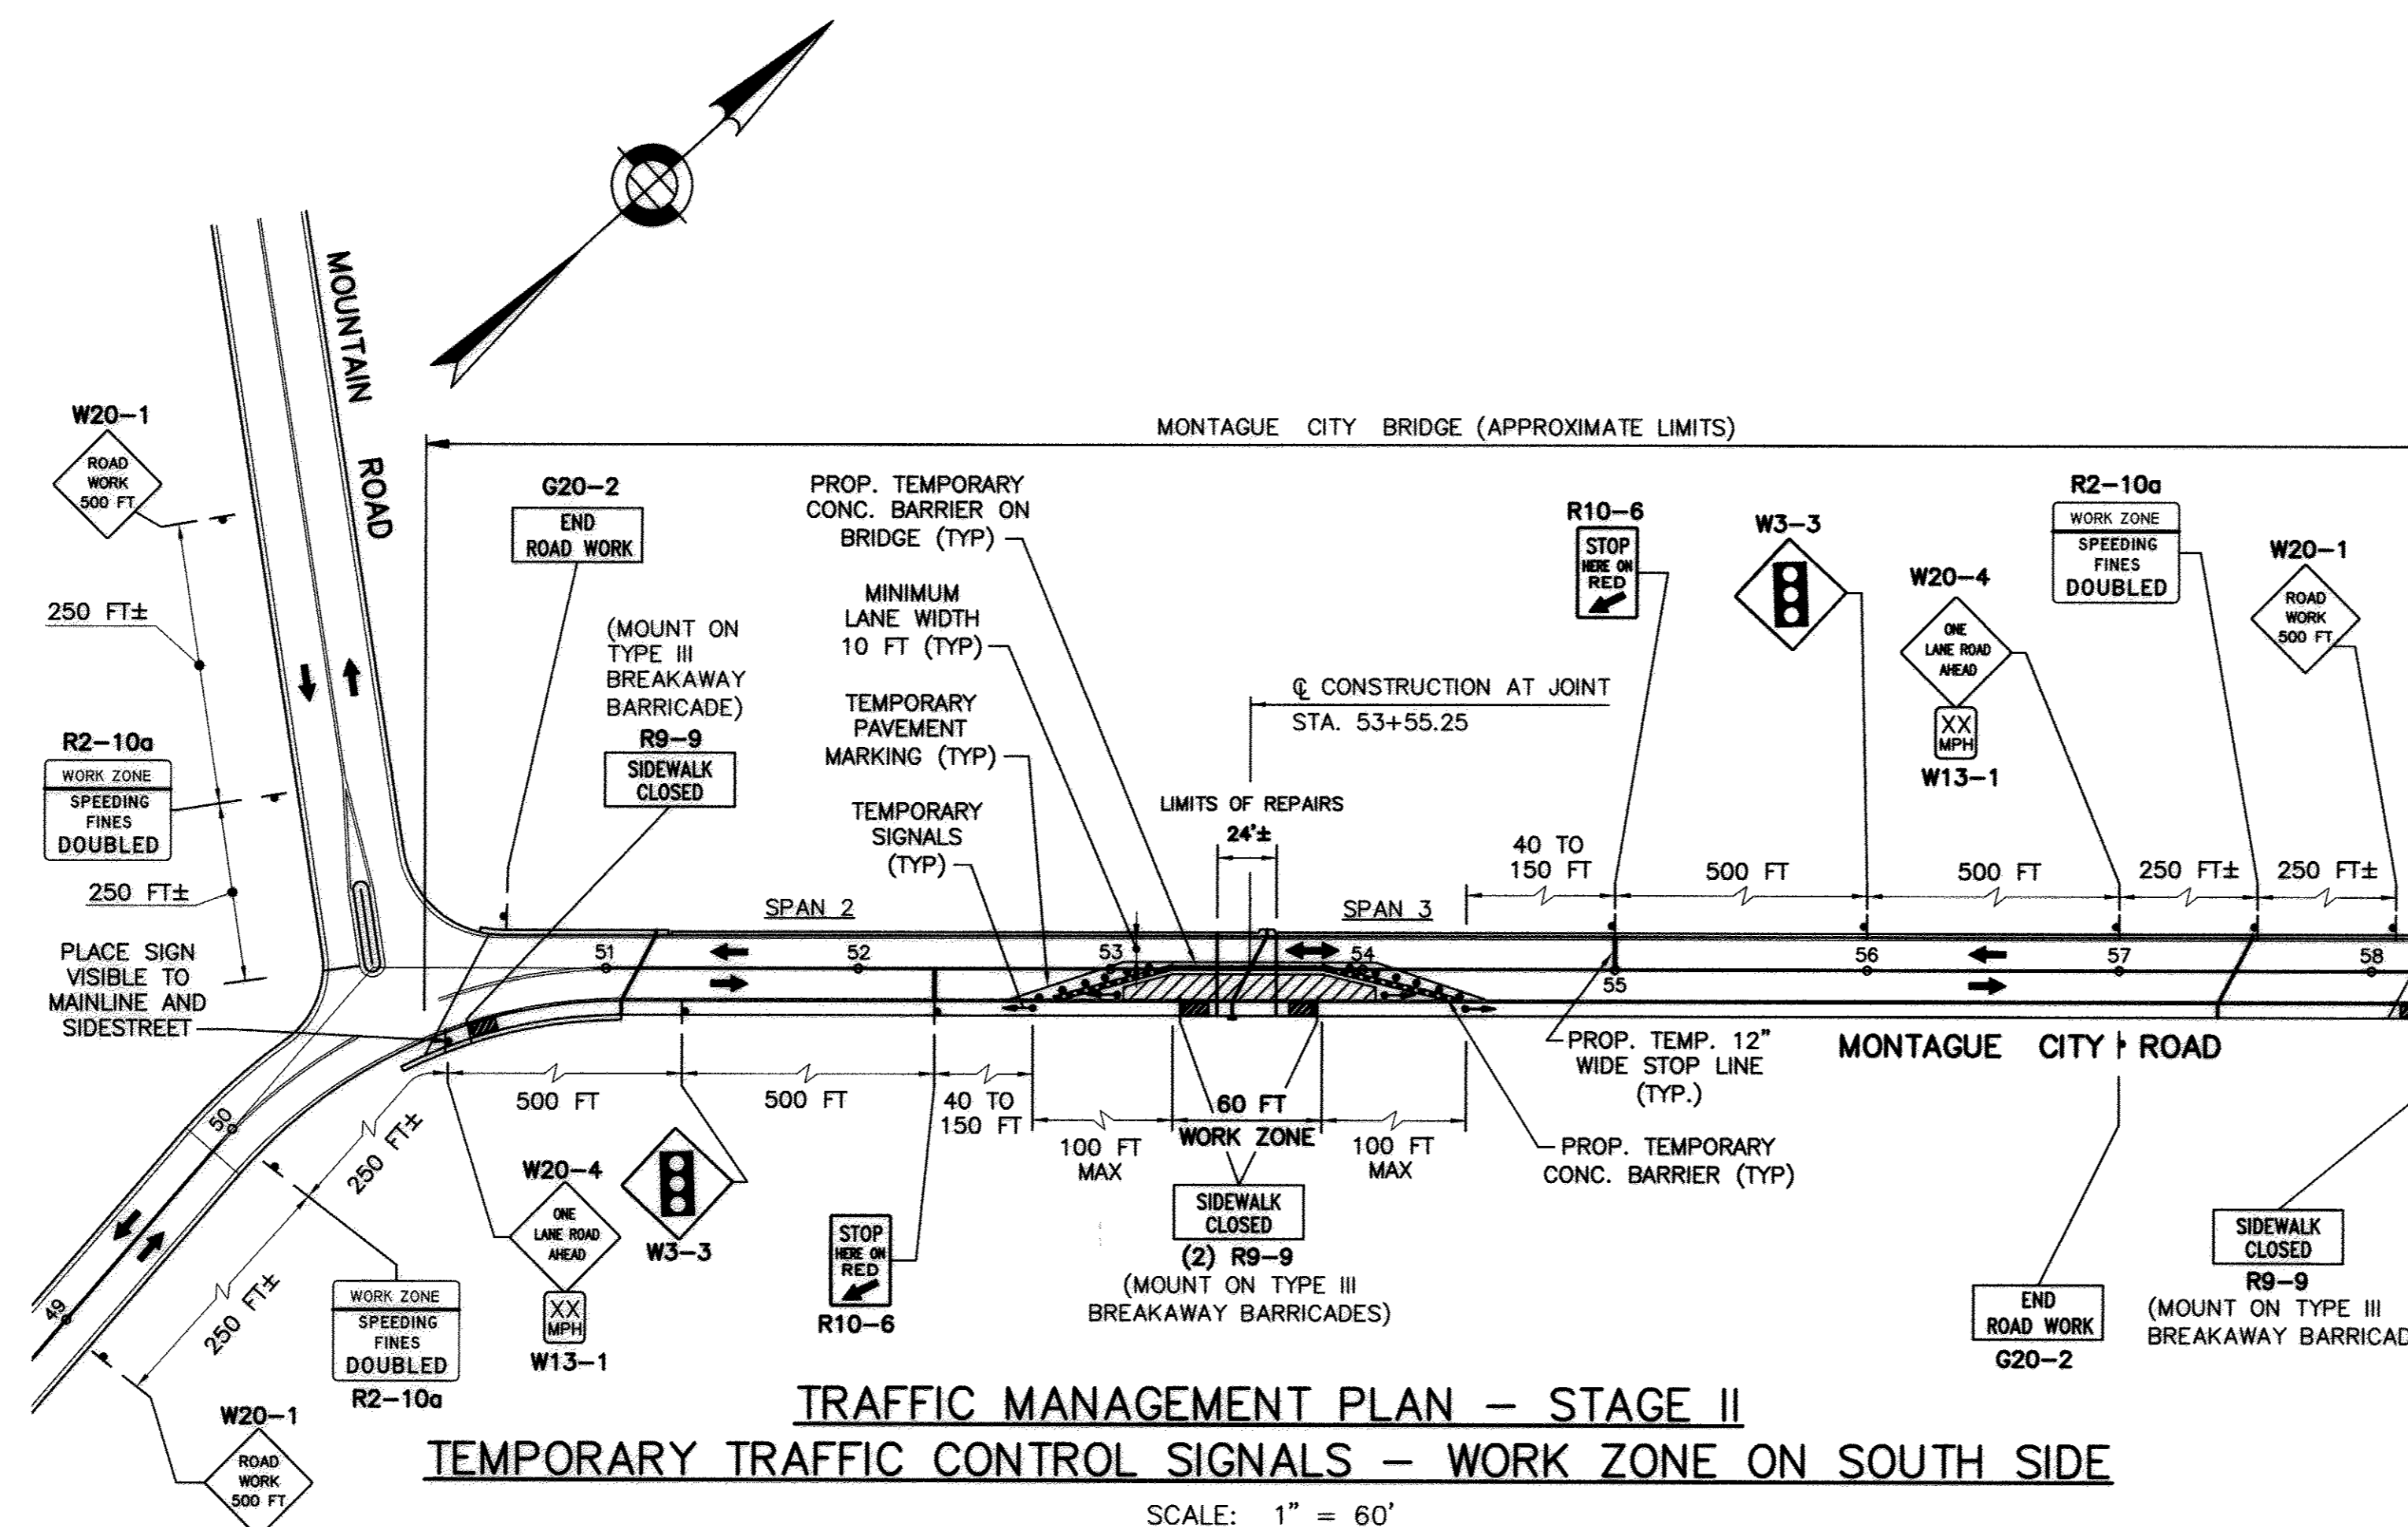 MOUNTAIN ROAD
W20-1
ROAD
WORK
500 FT
250 FT±
R2-10a
WORK ZONE
SPEEDING
FINES
DOUBLED
250 FT±
PLACE SIGN
VISIBLE TO
MAINLINE AND
SIDESTREET
MONTAGUE CITY BRIDGE (APPROXIMATE LIMITS)
G20-2
END
ROAD WORK
(MOUNT ON
TYPE III
BREAKAWAY
BARRICADE)
R9-9
SIDEWALK
CLOSED
PROP. TEMPORARY
CONC. BARRIER ON
BRIDGE (TYP)
MINIMUM
LANE WIDTH
10 FT (TYP)
TEMPORARY
PAVEMENT
MARKING (TYP)
TEMPORARY
SIGNALS
(TYP)
℄ CONSTRUCTION AT JOINT
STA. 53+55.25
LIMITS OF REPAIRS
24'±
R10-6
STOP
HERE ON
RED
W3-3
W20-4
ONE
LANE ROAD
AHEAD
XX
MPH
W13-1
R2-10a
WORK ZONE
SPEEDING
FINES
DOUBLED
W20-1
ROAD
WORK
500 FT
40 TO
150 FT
500 FT
500 FT
250 FT±
250 FT±
SPAN 2
SPAN 3
51
52
53
54
55
56
57
58
50
49
250 FT±
250 FT±
500 FT
500 FT
40 TO
150 FT
100 FT
MAX
60 FT
WORK ZONE
100 FT
MAX
PROP. TEMP. 12"
WIDE STOP LINE
(TYP.)
MONTAGUE CITY ROAD
PROP. TEMPORARY
CONC. BARRIER (TYP)
W20-4
ONE
LANE ROAD
AHEAD
XX
MPH
W13-1
W3-3
STOP
HERE ON
RED
R10-6
SIDEWALK
CLOSED
(2) R9-9
(MOUNT ON TYPE III
BREAKAWAY BARRICADES)
END
ROAD WORK
G20-2
SIDEWALK
CLOSED
R9-9
(MOUNT ON TYPE III
BREAKAWAY BARRICAD
WORK ZONE
SPEEDING
FINES
DOUBLED
R2-10a
W20-1
ROAD
WORK
500 FT
TRAFFIC MANAGEMENT PLAN – STAGE II
TEMPORARY TRAFFIC CONTROL SIGNALS – WORK ZONE ON SOUTH SIDE
SCALE: 1" = 60'